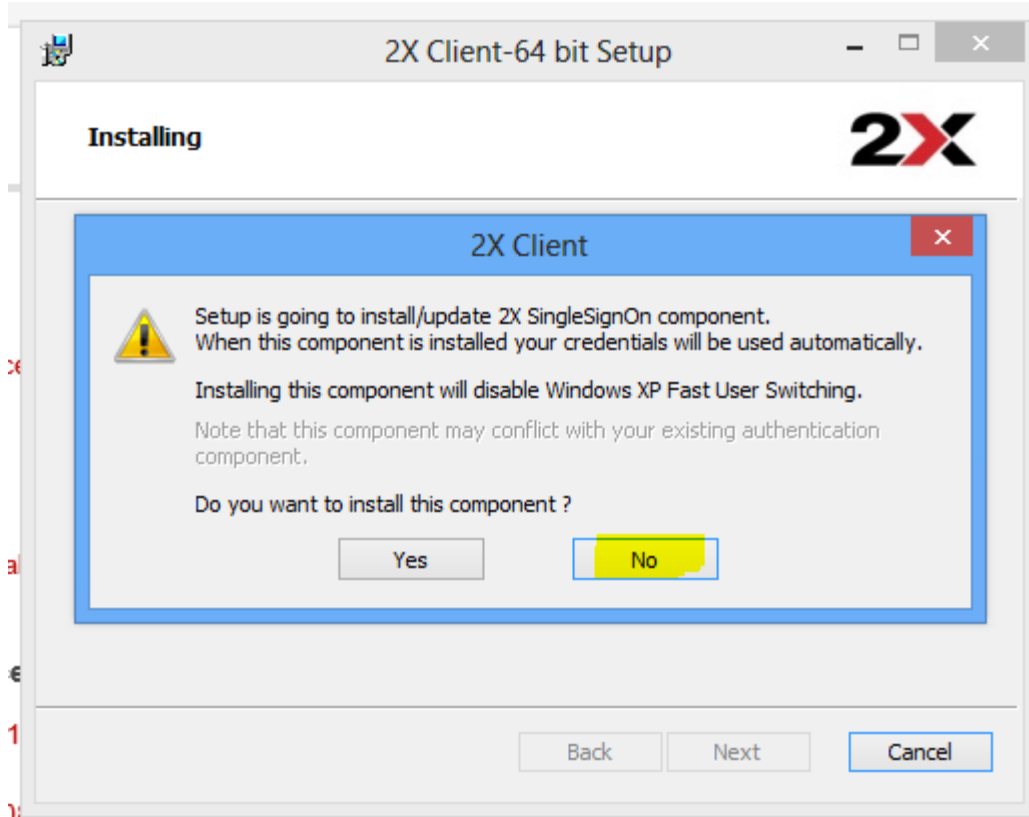 2X Client-64 bit Setup
Installing
2X
2X Client
Setup is going to install/update 2X SingleSignOn component.
When this component is installed your credentials will be used automatically.
Installing this component will disable Windows XP Fast User Switching.
Note that this component may conflict with your existing authentication
component.
Do you want to install this component ?
Yes
No
Back
Next
Cancel